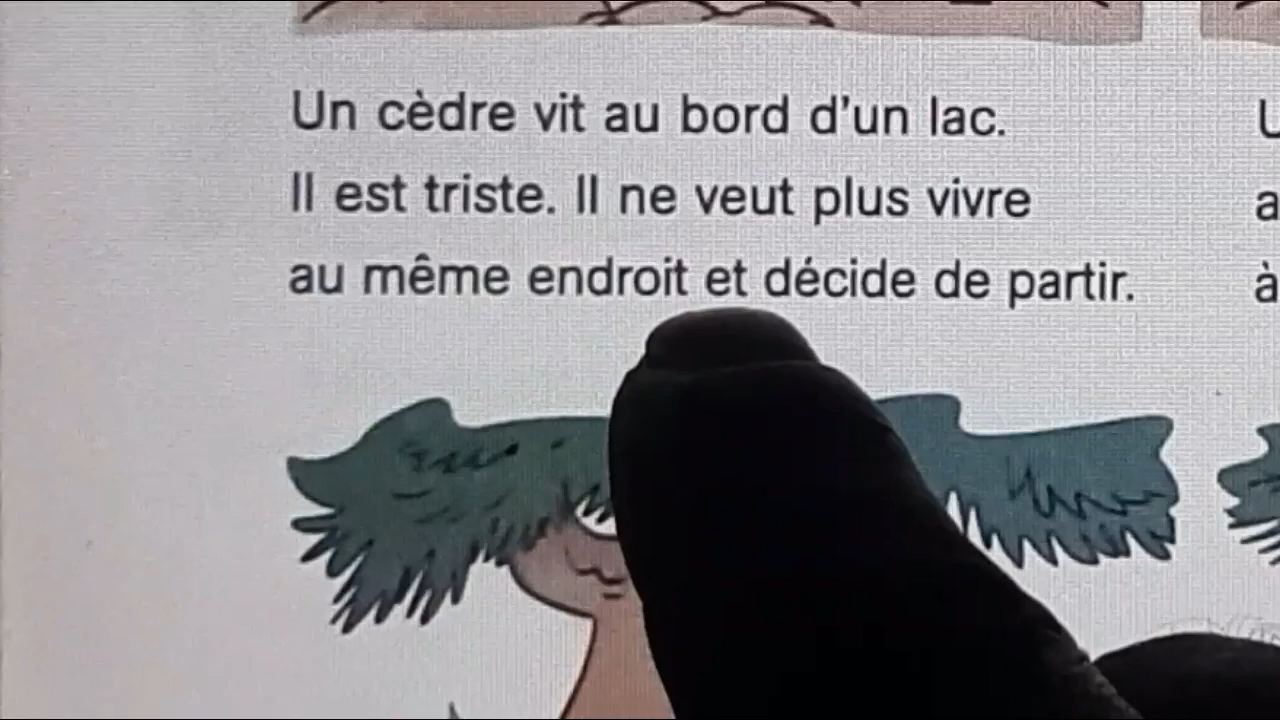 Un cèdre vit au bord d'un lac.
Il est triste. Il ne veut plus vivre
au même endroit et décide de partir.
à